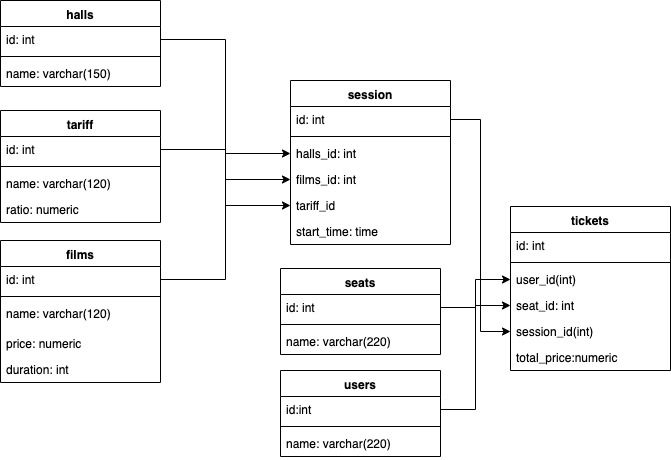 halls
id: int
name: varchar(150)
tariff
id: int
name: varchar(120)
ratio: numeric
films
id: int
name: varchar(120)
price: numeric
duration: int
session
id: int
halls_id: int
films_id: int
tariff_id
start_time: time
seats
id: int
name: varchar(220)
users
id:int
name: varchar(220)
tickets
id: int
user_id(int)
seat_id: int
session_id(int)
total_price:numeric